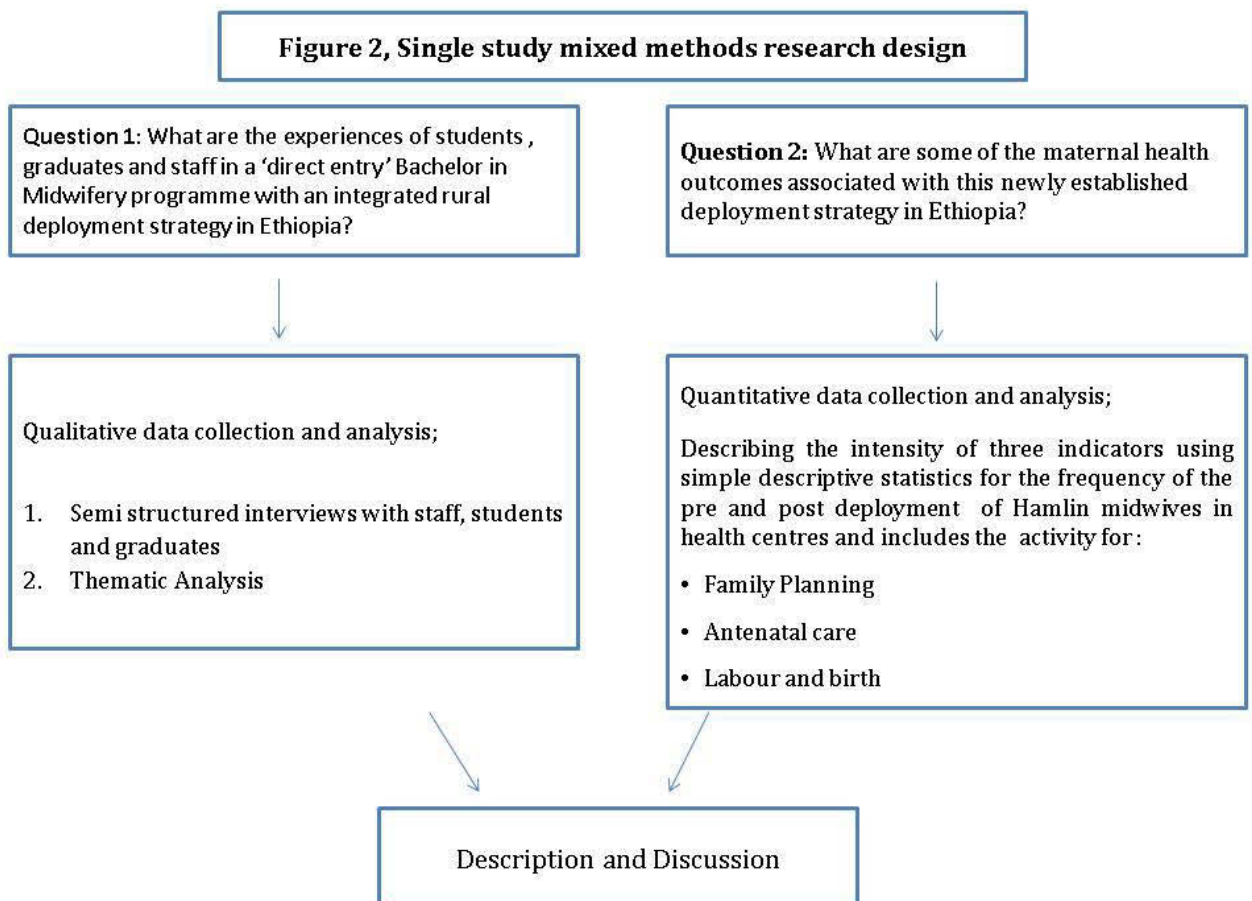 Figure 2, Single study mixed methods research design
Question 1: What are the experiences of students ,
graduates and staff in a ‘direct entry’ Bachelor in
Midwifery programme with an integrated rural
deployment strategy in Ethiopia?
Question 2: What are some of the maternal health
outcomes associated with this newly established
deployment strategy in Ethiopia?
Qualitative data collection and analysis;
1. Semi structured interviews with staff, students
and graduates
2. Thematic Analysis
Quantitative data collection and analysis;
Describing the intensity of three indicators using
simple descriptive statistics for the frequency of the
pre and post deployment of Hamlin midwives in
health centres and includes the activity for :
• Family Planning
• Antenatal care
• Labour and birth
Description and Discussion